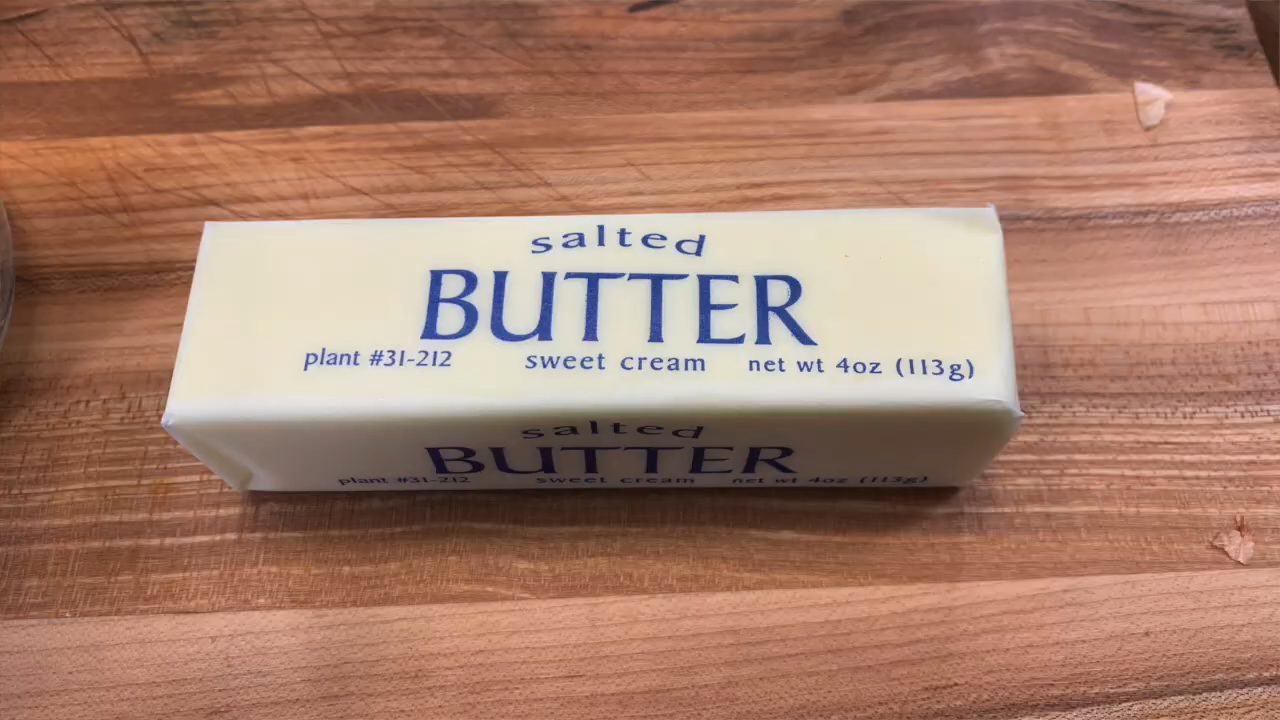 salted
BUTTER
plant #31-212 sweet cream net wt 4oz (113g)
salted
BUTTER
plant #31-212 sweet cream net wt 4oz (113g)